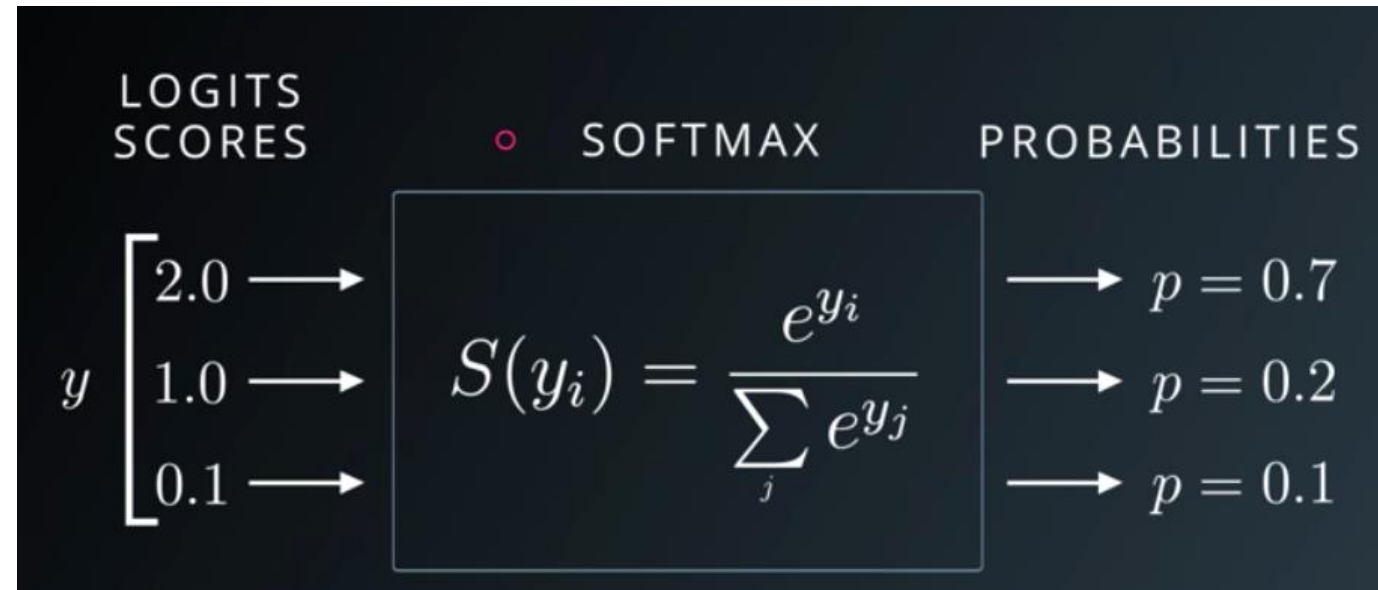 LOGITS
SCORES
SOFTMAX
PROBABILITIES
y
2.0
1.0
0.1
S(y_i) = e^{y_i} / \sum_j e^{y_j}
p = 0.7
p = 0.2
p = 0.1